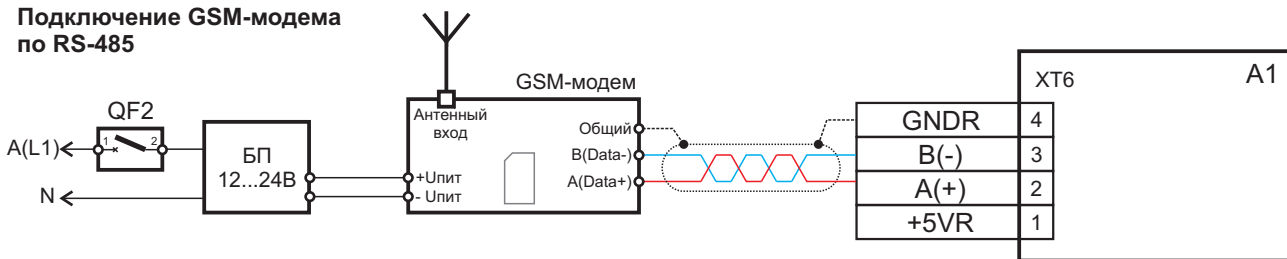 Подключение GSM-модема
по RS-485
QF2
1 2
A(L1)
N
БП
12...24В
GSM-модем
Антенный
вход
+Uпит
- Uпит
Общий
B(Data-)
A(Data+)
XT6
A1
GNDR 4
B(-) 3
A(+) 2
+5VR 1